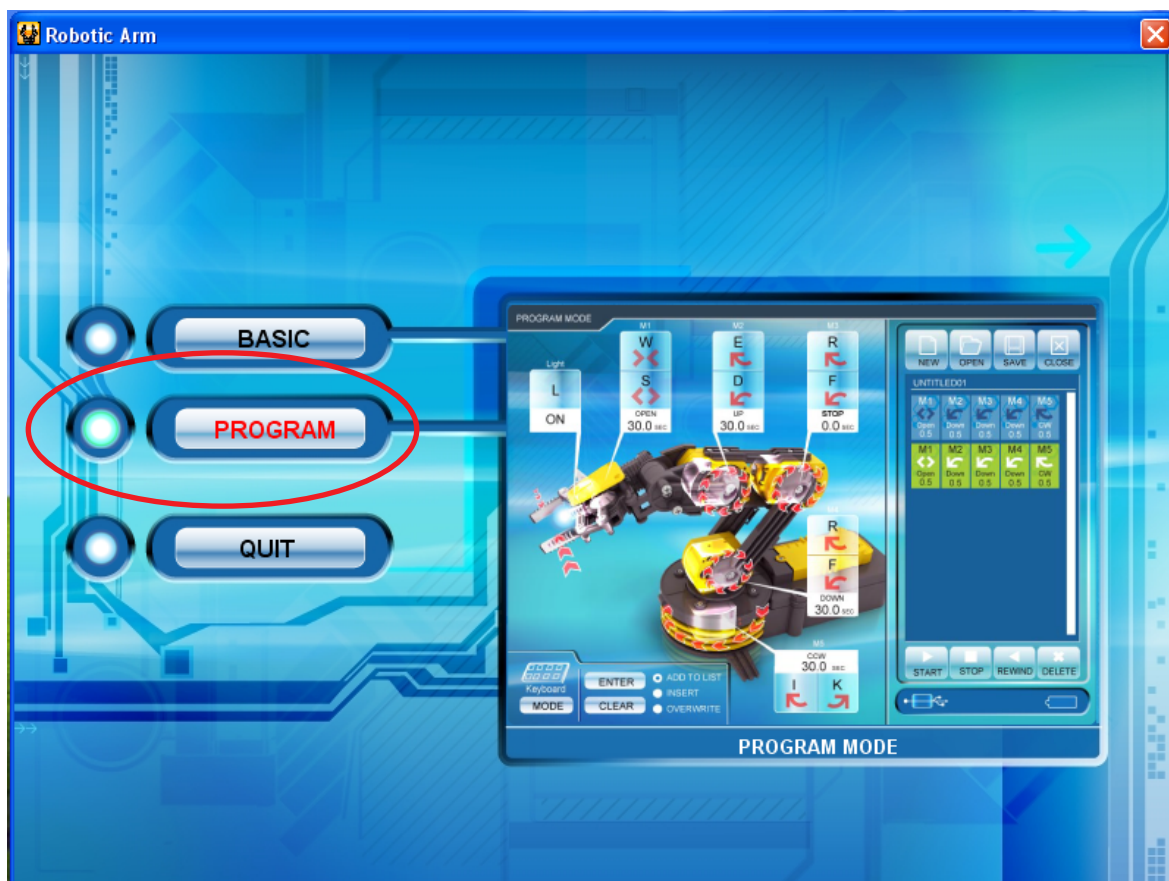 Robotic Arm
BASIC
PROGRAM
QUIT
PROGRAM MODE
Light
L
ON
M1
W
S
OPEN
30.0 SEC
M2
E
D
UP
30.0 SEC
M3
R
F
STOP
0.0 SEC
R
F
DOWN
30.0 SEC
M5
CCW
30.0 SEC
I K
Keyboard
MODE
ENTER
CLEAR
ADD TO LIST
INSERT
OVERWRITE
NEW OPEN SAVE CLOSE
UNTITLED01
M1 M2 M3 M4 M5
Open Down Down Down CW
0.5 0.5 0.5 0.5 0.5
M1 M2 M3 M4 M5
Open Down Down Down CW
0.5 0.5 0.5 0.5 0.5
START STOP REWIND DELETE
PROGRAM MODE